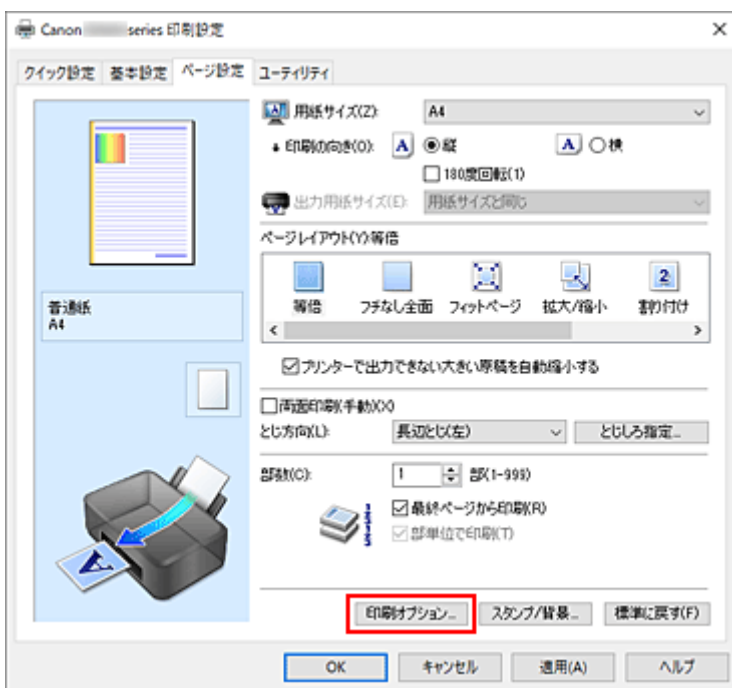 Canon series 印刷設定
クイック設定 基本設定 ページ設定 ユーティリティ
用紙サイズ(Z): A4
印刷の向き(O): A 縦 A 横
180度回転(1)
出力用紙サイズ(E): 用紙サイズと同じ
ページレイアウト(Y):等倍
等倍 フチなし全面 フィットページ 拡大/縮小 割り付け
2
普通紙
A4
プリンターで出力できない大きい原稿を自動縮小する
両面印刷(手動)(X)
とじ方向(L): 長辺とじ(左) とじしろ指定...
部数(C): 1 部(1-999)
最終ページから印刷(R)
部単位で印刷(T)
印刷オプション... スタンプ/背景... 標準に戻す(F)
OK キャンセル 適用(A) ヘルプ